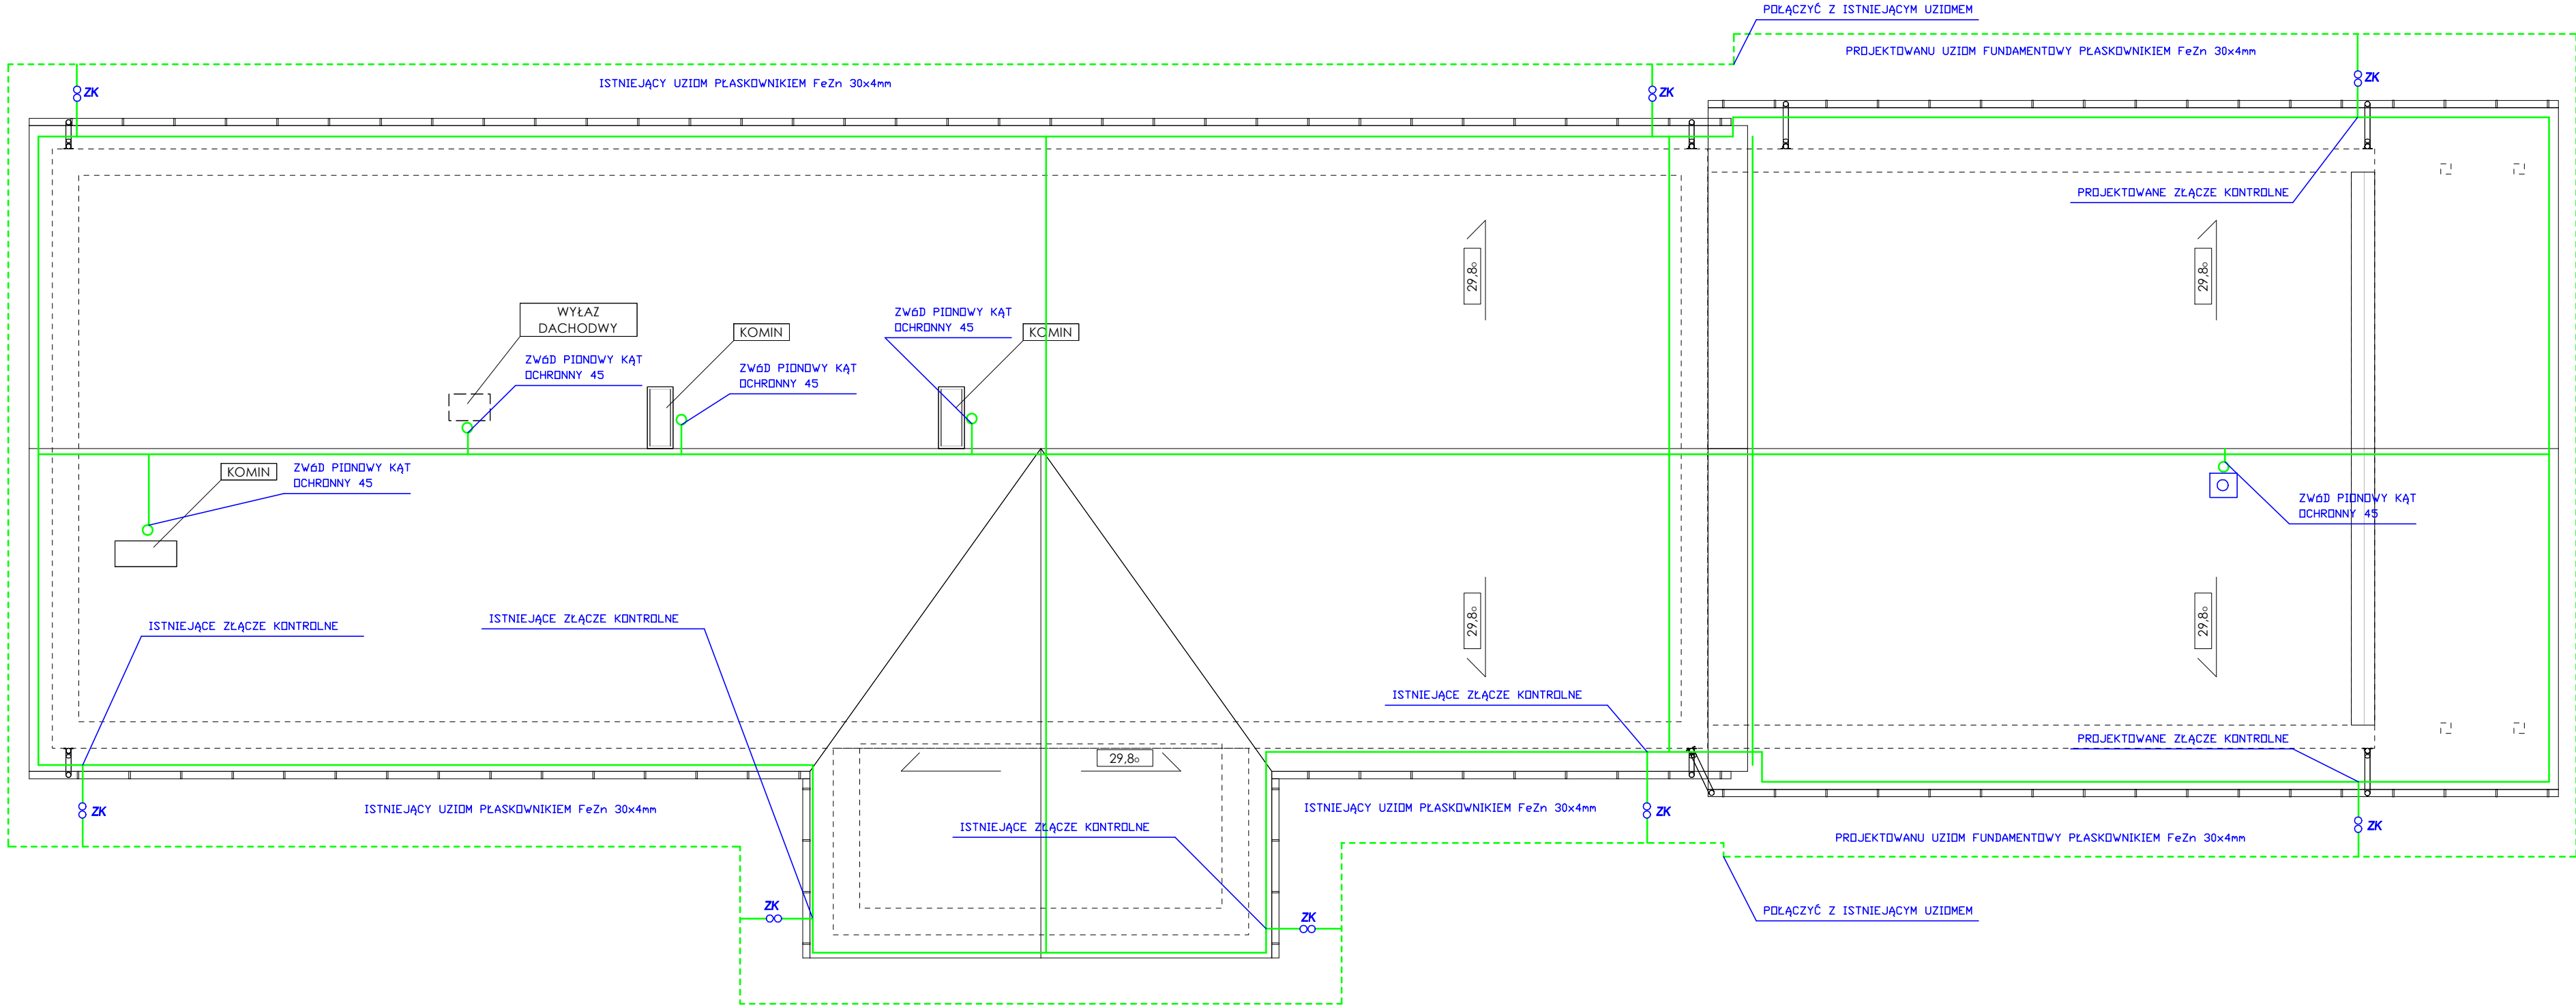 POŁĄCZYĆ Z ISTNIEJĄCYM UZIOMEM
PROJEKTOWANU UZIOM FUNDAMENTOWY PŁASKOWNIKIEM FeZn 30x4mm
ISTNIEJĄCY UZIOM PŁASKOWNIKIEM FeZn 30x4mm
ZK
ZK
ZK
PROJEKTOWANE ZŁĄCZE KONTROLNE
29,8o
29,8o
WYŁAZ
DACHODWY
ZWÓD PIONOWY KĄT
OCHRONNY 45
KOMIN
ZWÓD PIONOWY KĄT
OCHRONNY 45
ZWÓD PIONOWY KĄT
OCHRONNY 45
KOMIN
KOMIN
ZWÓD PIONOWY KĄT
OCHRONNY 45
ZWÓD PIONOWY KĄT
OCHRONNY 45
ISTNIEJĄCE ZŁĄCZE KONTROLNE
ISTNIEJĄCE ZŁĄCZE KONTROLNE
29,8o
29,8o
ISTNIEJĄCE ZŁĄCZE KONTROLNE
PROJEKTOWANE ZŁĄCZE KONTROLNE
29,8o
ZK
ISTNIEJĄCY UZIOM PŁASKOWNIKIEM FeZn 30x4mm
ISTNIEJĄCE ZŁĄCZE KONTROLNE
ISTNIEJĄCY UZIOM PŁASKOWNIKIEM FeZn 30x4mm
ZK
PROJEKTOWANU UZIOM FUNDAMENTOWY PŁASKOWNIKIEM FeZn 30x4mm
ZK
ZK
ZK
POŁĄCZYĆ Z ISTNIEJĄCYM UZIOMEM